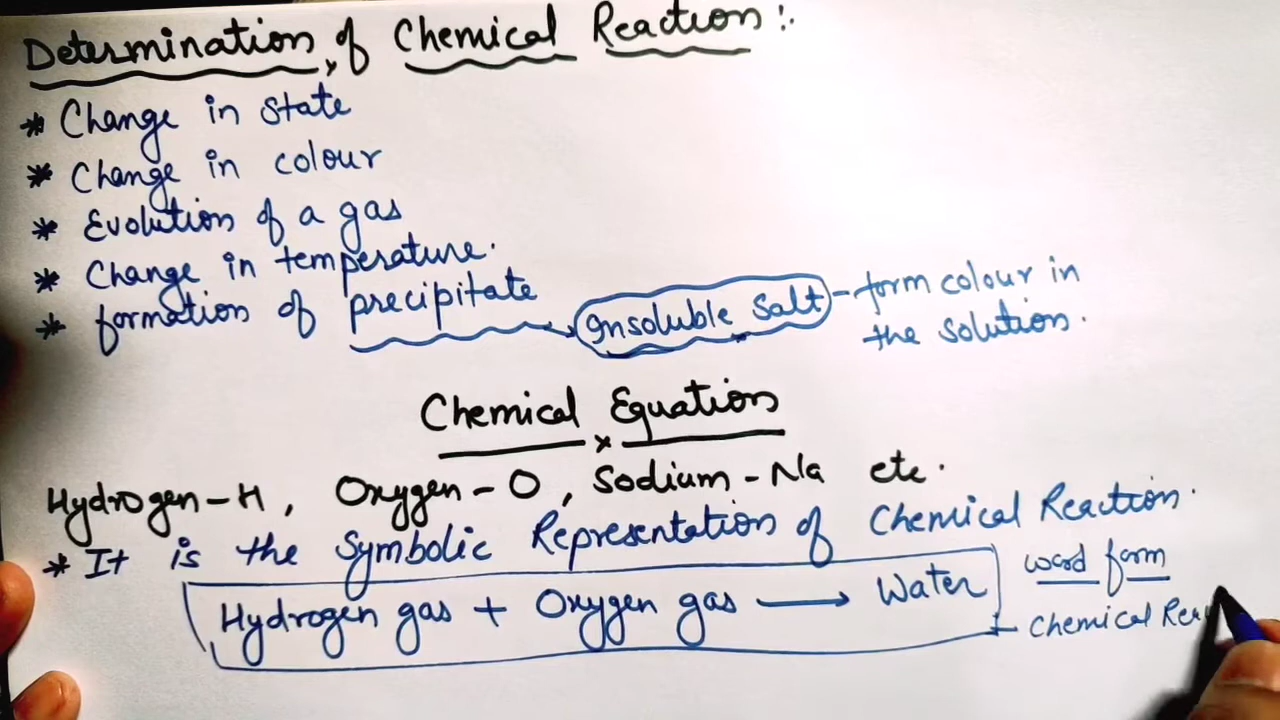 Determination of Chemical Reaction :.
* Change in state
* Change in colour
* Evolution of a gas
* Change in temperature.
* formation of precipitate Insoluble Salt - form colour in the solution.
Chemical Equation
Hydrogen - H, Oxygen - O, Sodium - Na etc.
* It is the Symbolic Representation of Chemical Reaction.
Hydrogen gas + Oxygen gas → Water
word form
Chemical